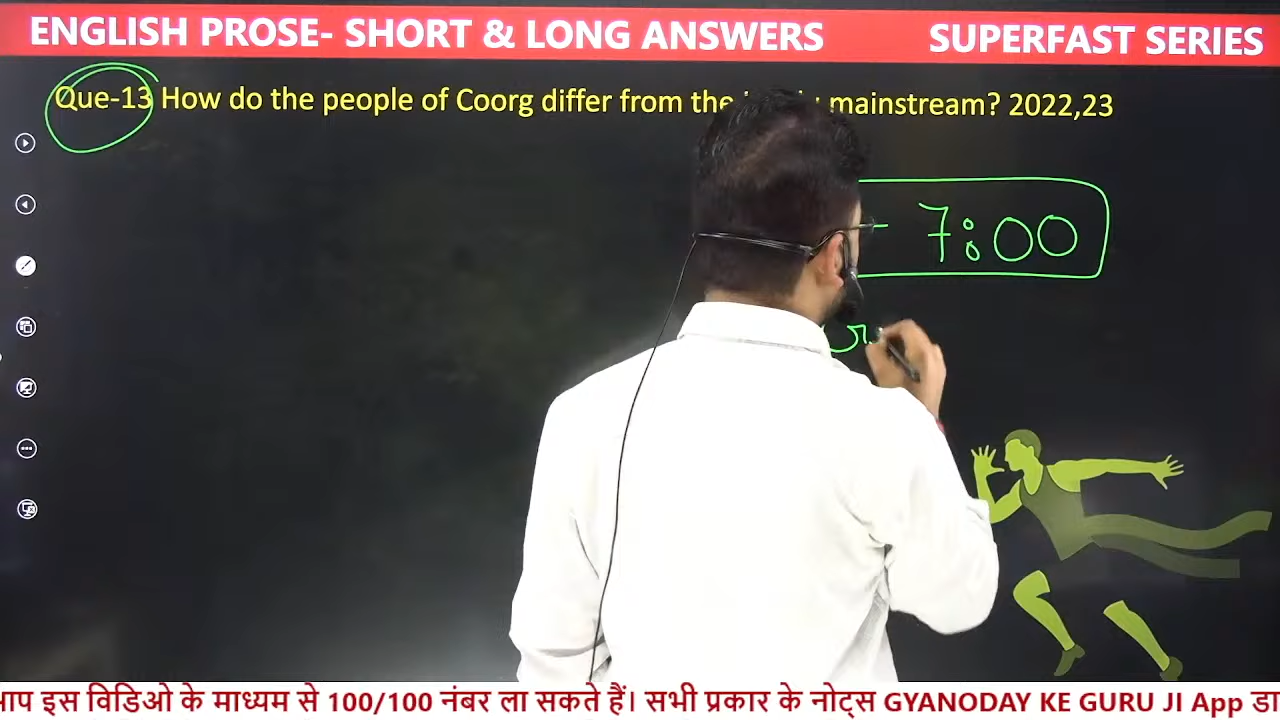 ENGLISH PROSE- SHORT & LONG ANSWERS SUPERFAST SERIES
Que-13 How do the people of Coorg differ from the mainstream? 2022,23
- 7:00
इस विडिओ के माध्यम से 100/100 नंबर ला सकते हैं। सभी प्रकार के नोट्स GYANODAY KE GURU JI App